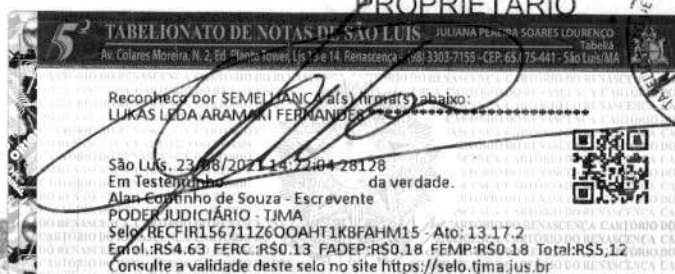 PROPRIETÁRIO
5º TABELIONATO DE NOTAS DE SÃO LUIS JULIANA PEREIRA SOARES LOURENÇO
Tabeliã
Av. Colares Moreira, N. 2, Ed. Planta Tower, Ljs 13 e 14, Renascença - (98) 3303-7155 - CEP: 65.175-441 - São Luis/MA
Reconheço por SEMELHANÇA a(s) firma(s) abaixo:
LUKAS LEDA ARAMAKI FERNANDES
São Luís. 23/08/2021 14:22:04 28128
Em Testemunho da verdade.
Alan Coutinho de Souza - Escrevente
PODER JUDICIÁRIO - TJMA
Selo: RECFIR156711Z6OOAHT1KBFAHM15 - Ato: 13.17.2
Emol.:R$4.63 FERC :R$0.13 FADEP:R$0.18 FEMP:R$0.18 Total:R$5,12
Consulte a validade deste selo no site https://selo.tjma.jus.br